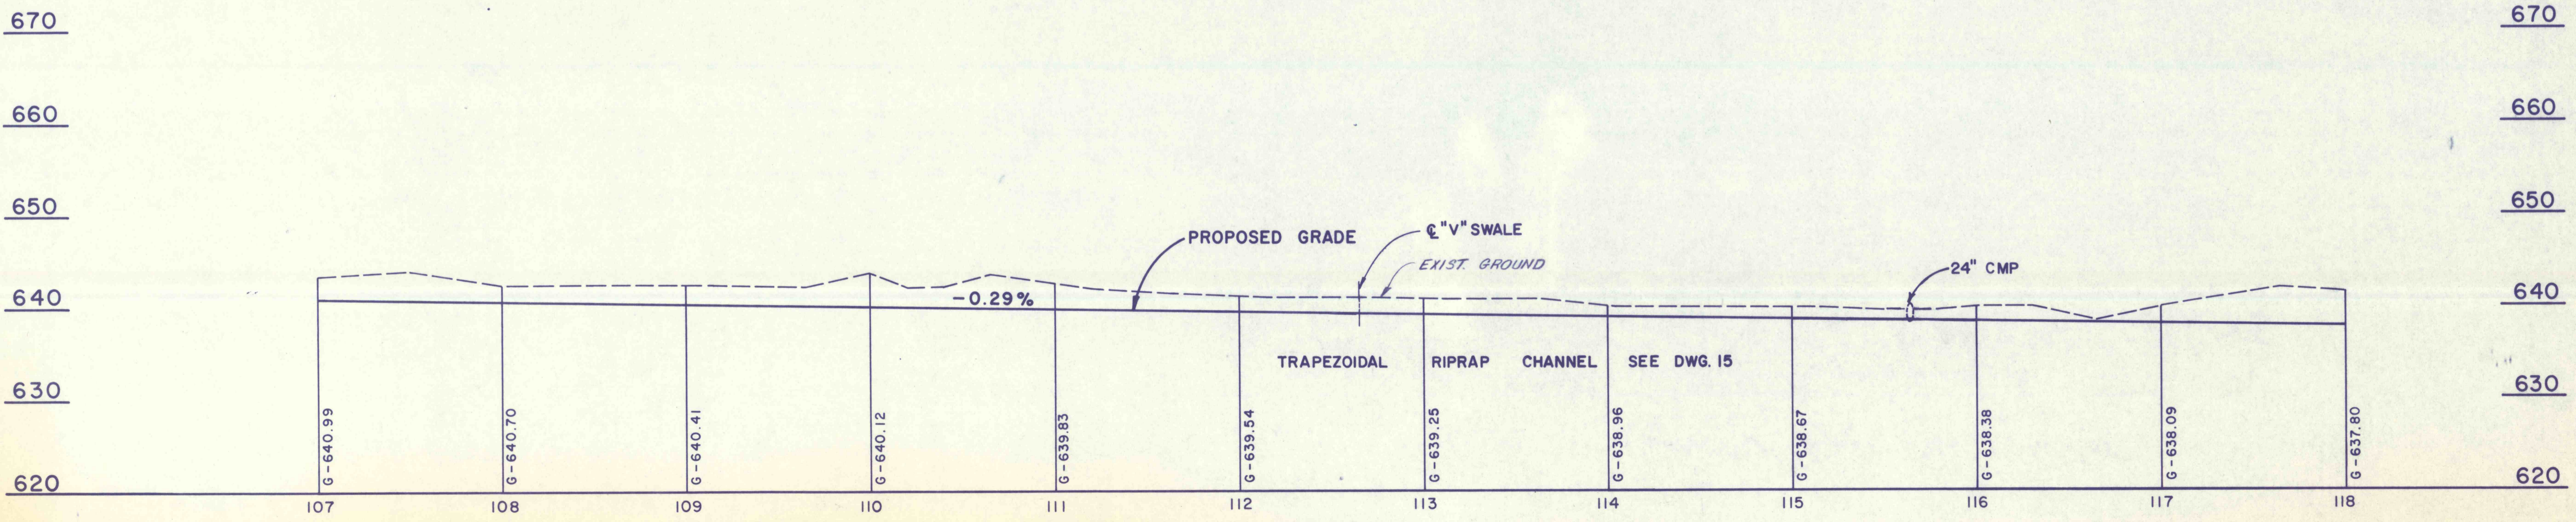 670 670
660 660
650 650
PROPOSED GRADE
℄ "V" SWALE
EXIST. GROUND
24" CMP
640 640
-0.29%
TRAPEZOIDAL RIPRAP CHANNEL SEE DWG. 15
630 630
G-640.99
G-640.70
G-640.41
G-640.12
G-639.83
G-639.54
G-639.25
G-638.96
G-638.67
G-638.38
G-638.09
G-637.80
620 620
107 108 109 110 111 112 113 114 115 116 117 118